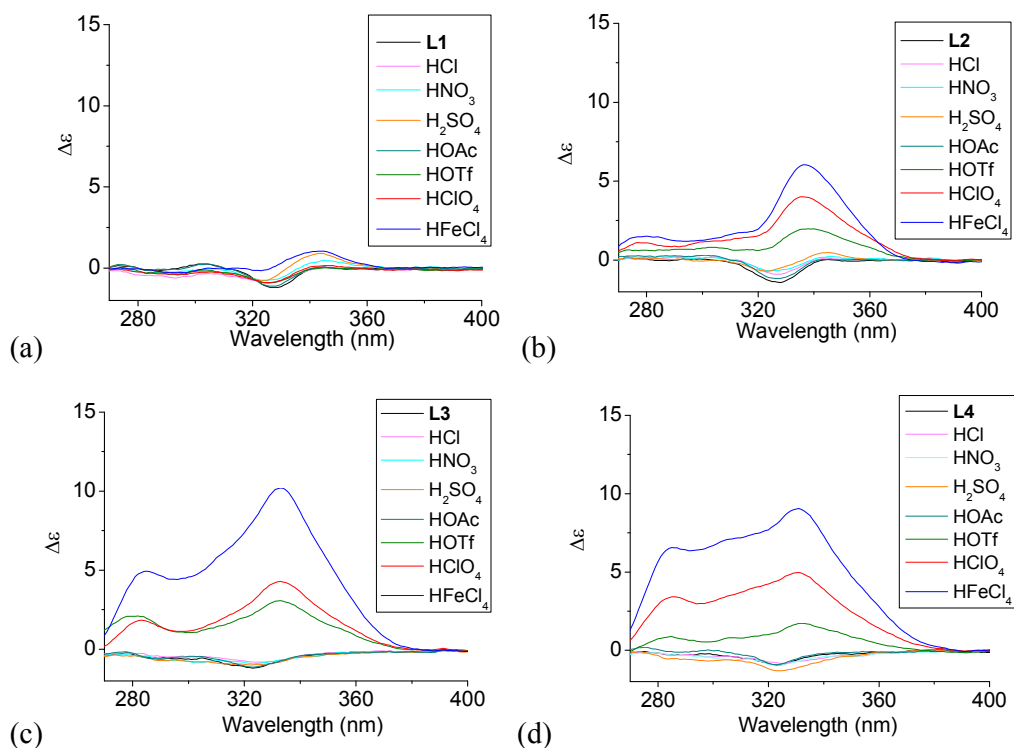 15
10
5
0
Δε
280
320
360
400
Wavelength (nm)
L1
HCl
HNO₃
H₂SO₄
HOAc
HOTf
HClO₄
HFeCl₄
(a)
15
10
5
0
Δε
280
320
360
400
Wavelength (nm)
L2
HCl
HNO₃
H₂SO₄
HOAc
HOTf
HClO₄
HFeCl₄
(b)
15
10
5
0
Δε
280
320
360
400
Wavelength (nm)
L3
HCl
HNO₃
H₂SO₄
HOAc
HOTf
HClO₄
HFeCl₄
(c)
15
10
5
0
Δε
280
320
360
400
Wavelength (nm)
L4
HCl
HNO₃
H₂SO₄
HOAc
HOTf
HClO₄
HFeCl₄
(d)